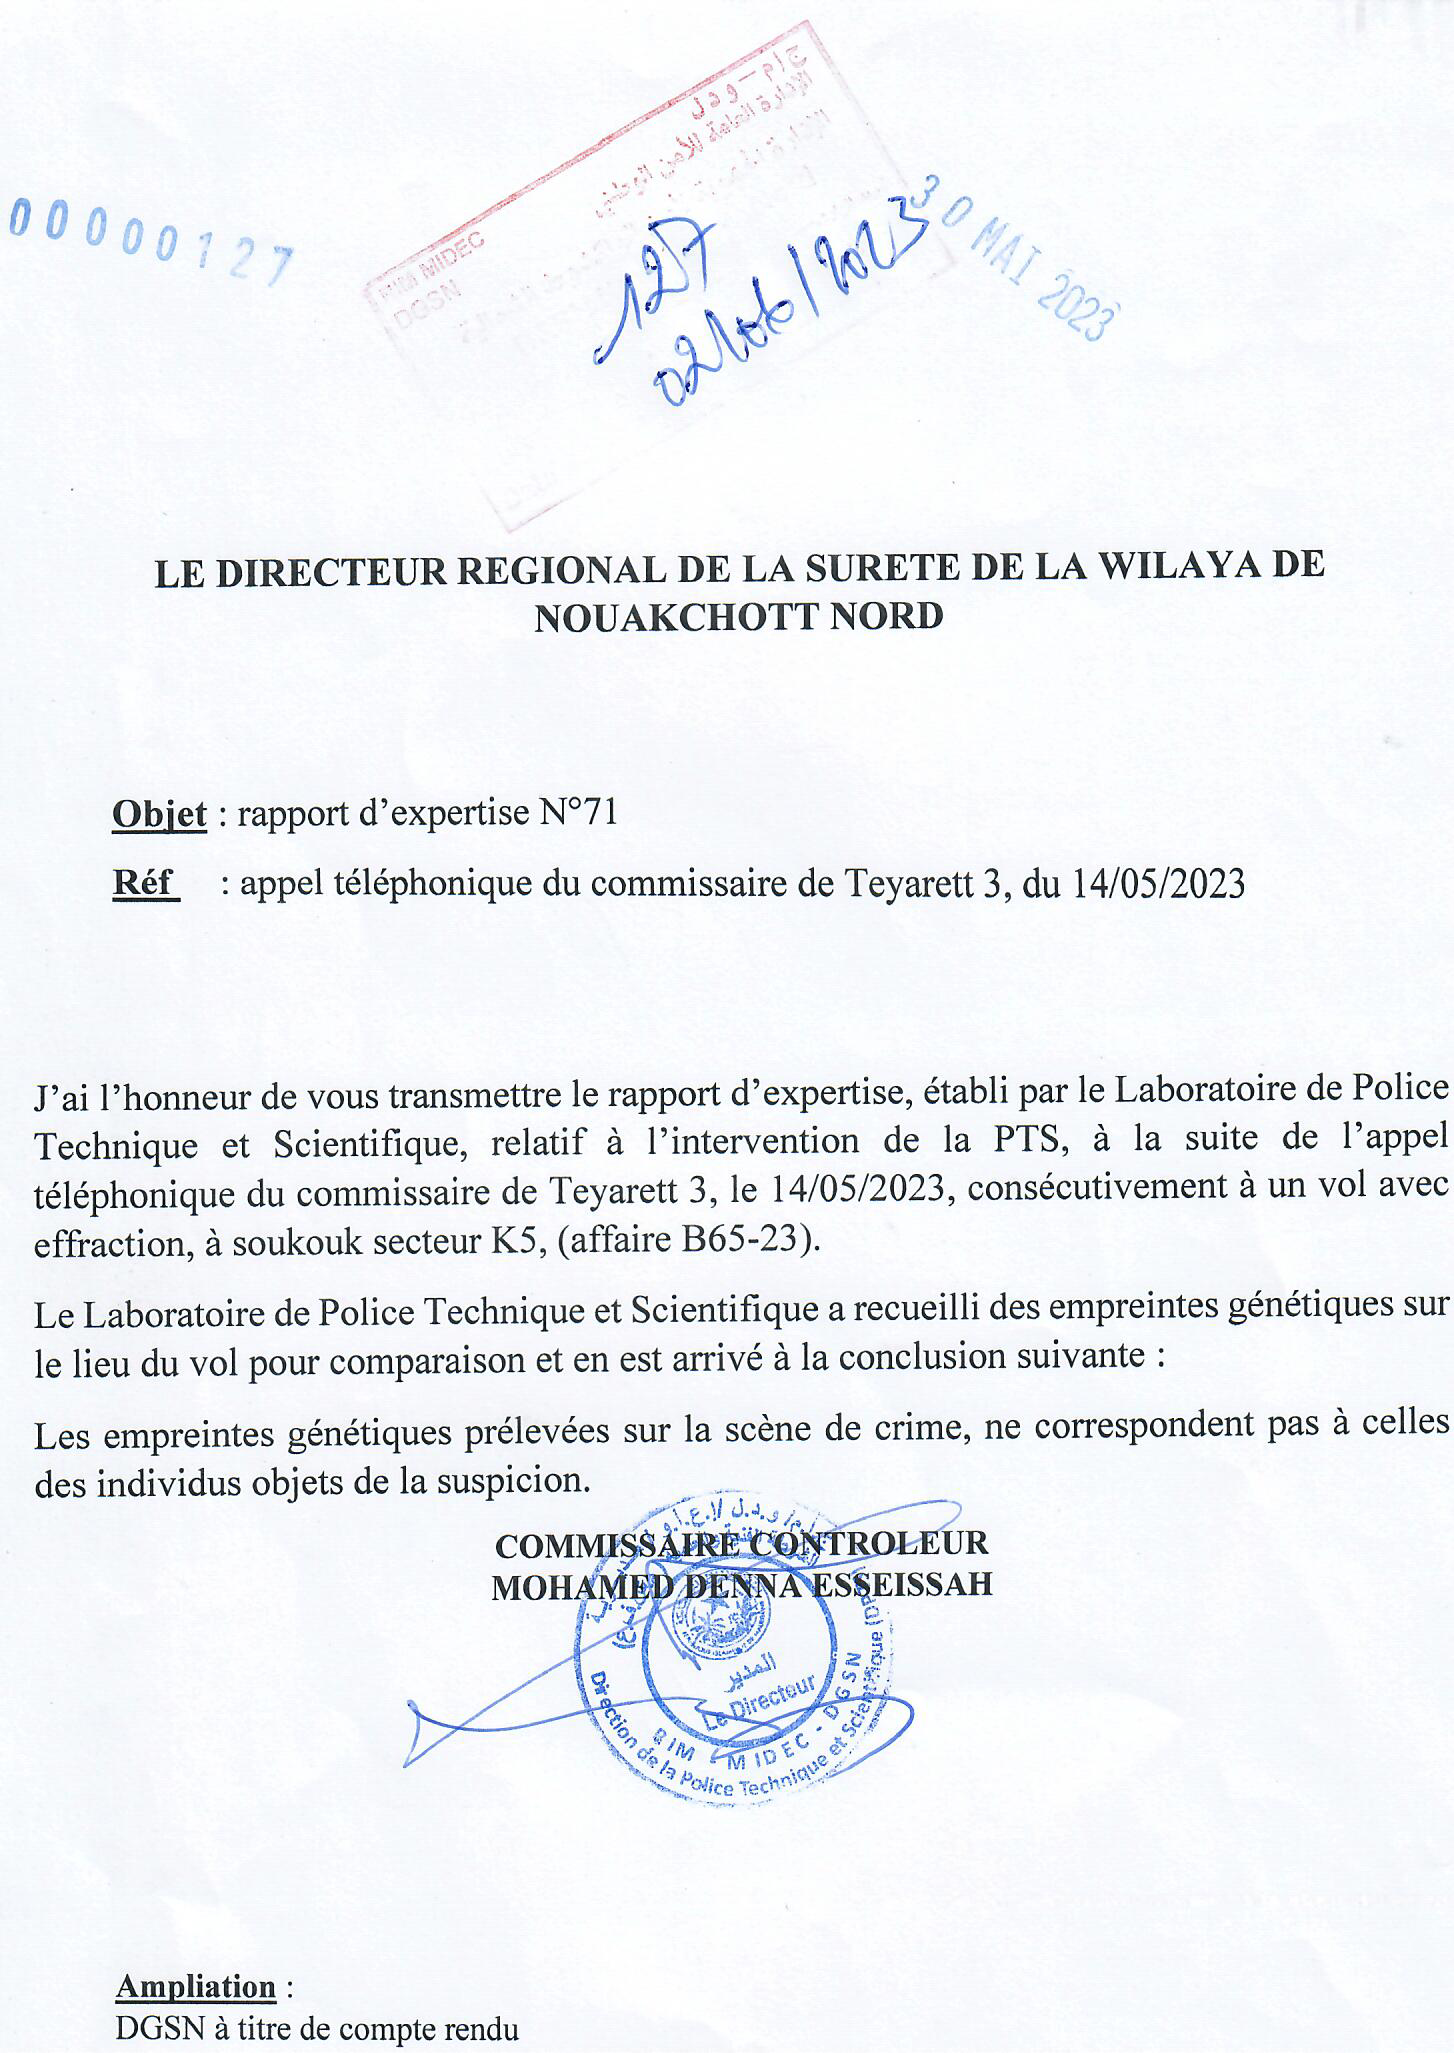 00000127
30 MAI 2023
RIM MIDEC
DGSN
127
02/06/2023
LE DIRECTEUR REGIONAL DE LA SURETE DE LA WILAYA DE
NOUAKCHOTT NORD
Objet : rapport d’expertise N°71
Réf : appel téléphonique du commissaire de Teyarett 3, du 14/05/2023
J’ai l’honneur de vous transmettre le rapport d’expertise, établi par le Laboratoire de Police
Technique et Scientifique, relatif à l’intervention de la PTS, à la suite de l’appel
téléphonique du commissaire de Teyarett 3, le 14/05/2023, consécutivement à un vol avec
effraction, à soukouk secteur K5, (affaire B65-23).
Le Laboratoire de Police Technique et Scientifique a recueilli des empreintes génétiques sur
le lieu du vol pour comparaison et en est arrivé à la conclusion suivante :
Les empreintes génétiques prélevées sur la scène de crime, ne correspondent pas à celles
des individus objets de la suspicion.
COMMISSAIRE CONTROLEUR
MOHAMED DENNA ESSEISSAH
المدير
Le Directeur
RIM - MIDEC - DGSN
Direction de la Police Technique et Scientifique
Ampliation :
DGSN à titre de compte rendu